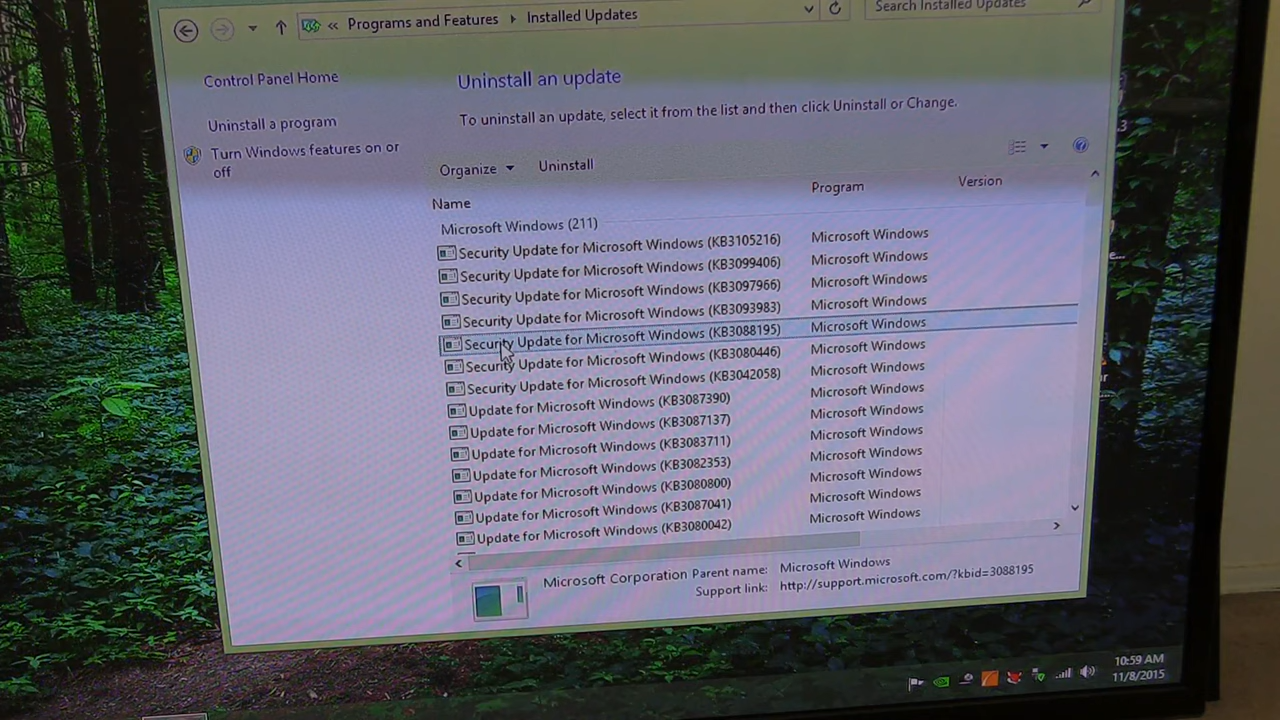 « Programs and Features ▸ Installed Updates
Search Installed Updates
Control Panel Home
Uninstall a program
Turn Windows features on or off
Uninstall an update
To uninstall an update, select it from the list and then click Uninstall or Change.
Organize Uninstall
Name Program Version
Microsoft Windows (211)
Security Update for Microsoft Windows (KB3105216) Microsoft Windows
Security Update for Microsoft Windows (KB3099406) Microsoft Windows
Security Update for Microsoft Windows (KB3097966) Microsoft Windows
Security Update for Microsoft Windows (KB3093983) Microsoft Windows
Security Update for Microsoft Windows (KB3088195) Microsoft Windows
Security Update for Microsoft Windows (KB3080446) Microsoft Windows
Security Update for Microsoft Windows (KB3042058) Microsoft Windows
Update for Microsoft Windows (KB3087390) Microsoft Windows
Update for Microsoft Windows (KB3087137) Microsoft Windows
Update for Microsoft Windows (KB3083711) Microsoft Windows
Update for Microsoft Windows (KB3082353) Microsoft Windows
Update for Microsoft Windows (KB3080800) Microsoft Windows
Update for Microsoft Windows (KB3087041) Microsoft Windows
Update for Microsoft Windows (KB3080042) Microsoft Windows
Microsoft Corporation Parent name: Microsoft Windows
Support link: http://support.microsoft.com/?kbid=3088195
10:59 AM
11/8/2015